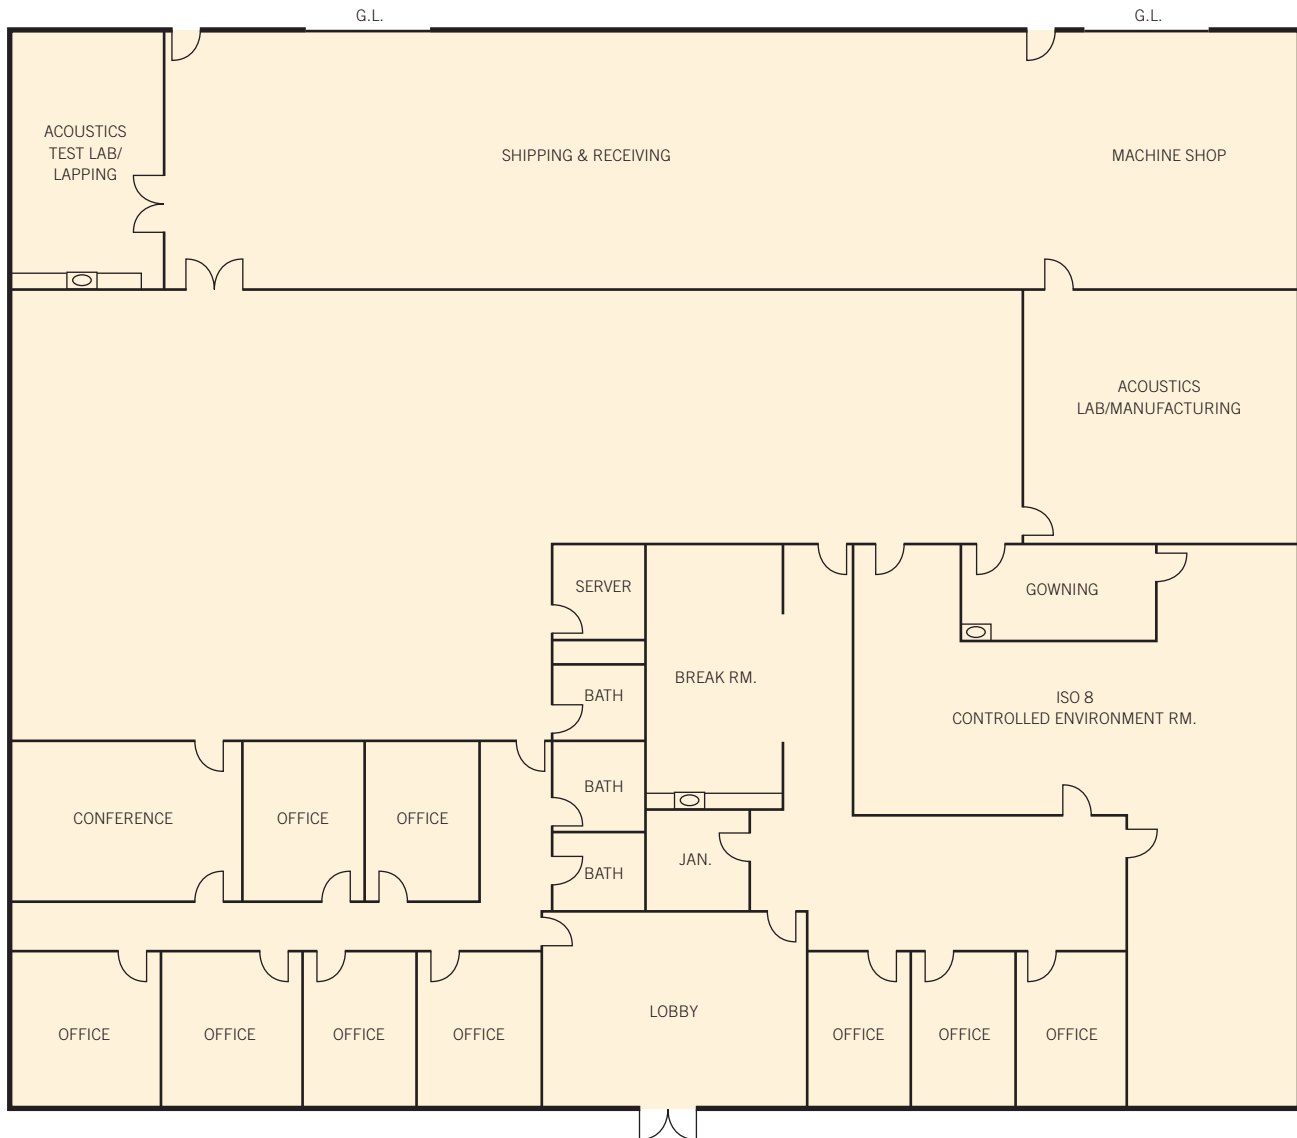 G.L.
G.L.
ACOUSTICS
TEST LAB/
LAPPING
SHIPPING & RECEIVING
MACHINE SHOP
ACOUSTICS
LAB/MANUFACTURING
SERVER
GOWNING
BREAK RM.
BATH
ISO 8
CONTROLLED ENVIRONMENT RM.
BATH
CONFERENCE
OFFICE
OFFICE
JAN.
BATH
LOBBY
OFFICE
OFFICE
OFFICE
OFFICE
OFFICE
OFFICE
OFFICE